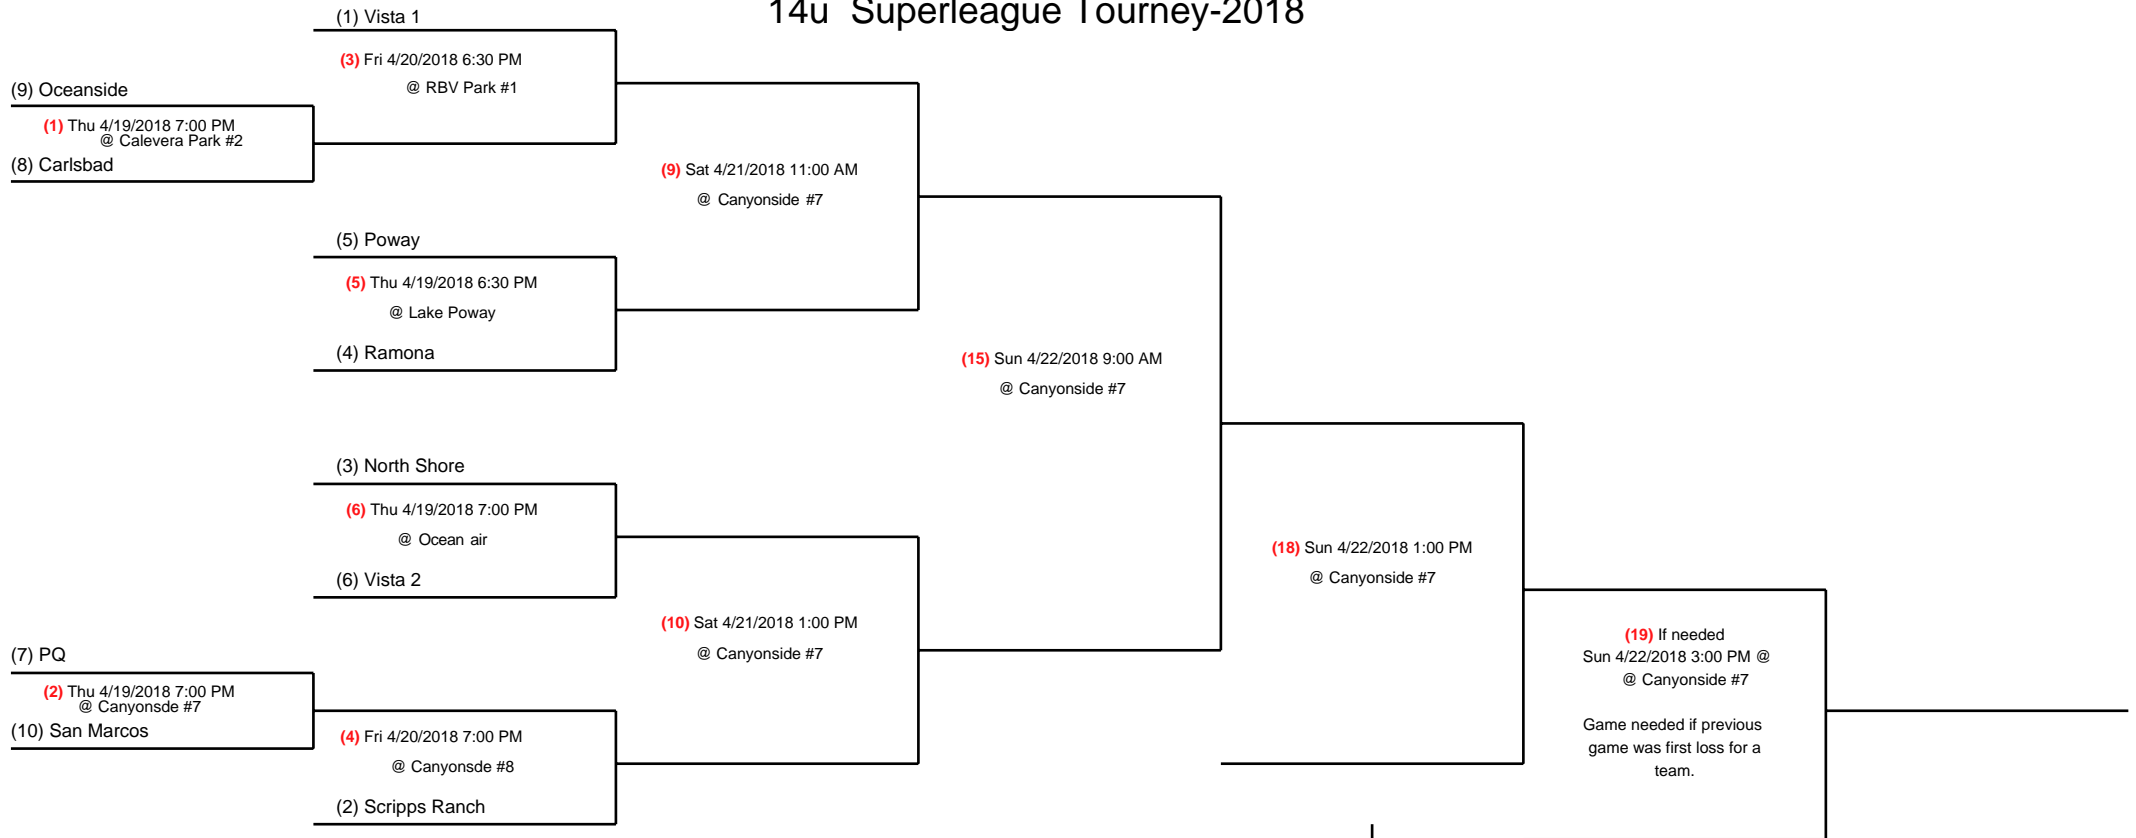 14u Superleague Tourney-2018
(1) Vista 1
(3) Fri 4/20/2018 6:30 PM
@ RBV Park #1
(9) Oceanside
(1) Thu 4/19/2018 7:00 PM
@ Calevera Park #2
(8) Carlsbad
(9) Sat 4/21/2018 11:00 AM
@ Canyonside #7
(5) Poway
(5) Thu 4/19/2018 6:30 PM
@ Lake Poway
(4) Ramona
(15) Sun 4/22/2018 9:00 AM
@ Canyonside #7
(3) North Shore
(6) Thu 4/19/2018 7:00 PM
@ Ocean air
(6) Vista 2
(18) Sun 4/22/2018 1:00 PM
@ Canyonside #7
(10) Sat 4/21/2018 1:00 PM
@ Canyonside #7
(7) PQ
(2) Thu 4/19/2018 7:00 PM
@ Canyonsde #7
(10) San Marcos
(4) Fri 4/20/2018 7:00 PM
@ Canyonsde #8
(2) Scripps Ranch
(19) If needed
Sun 4/22/2018 3:00 PM @
@ Canyonside #7
Game needed if previous
game was first loss for a
team.